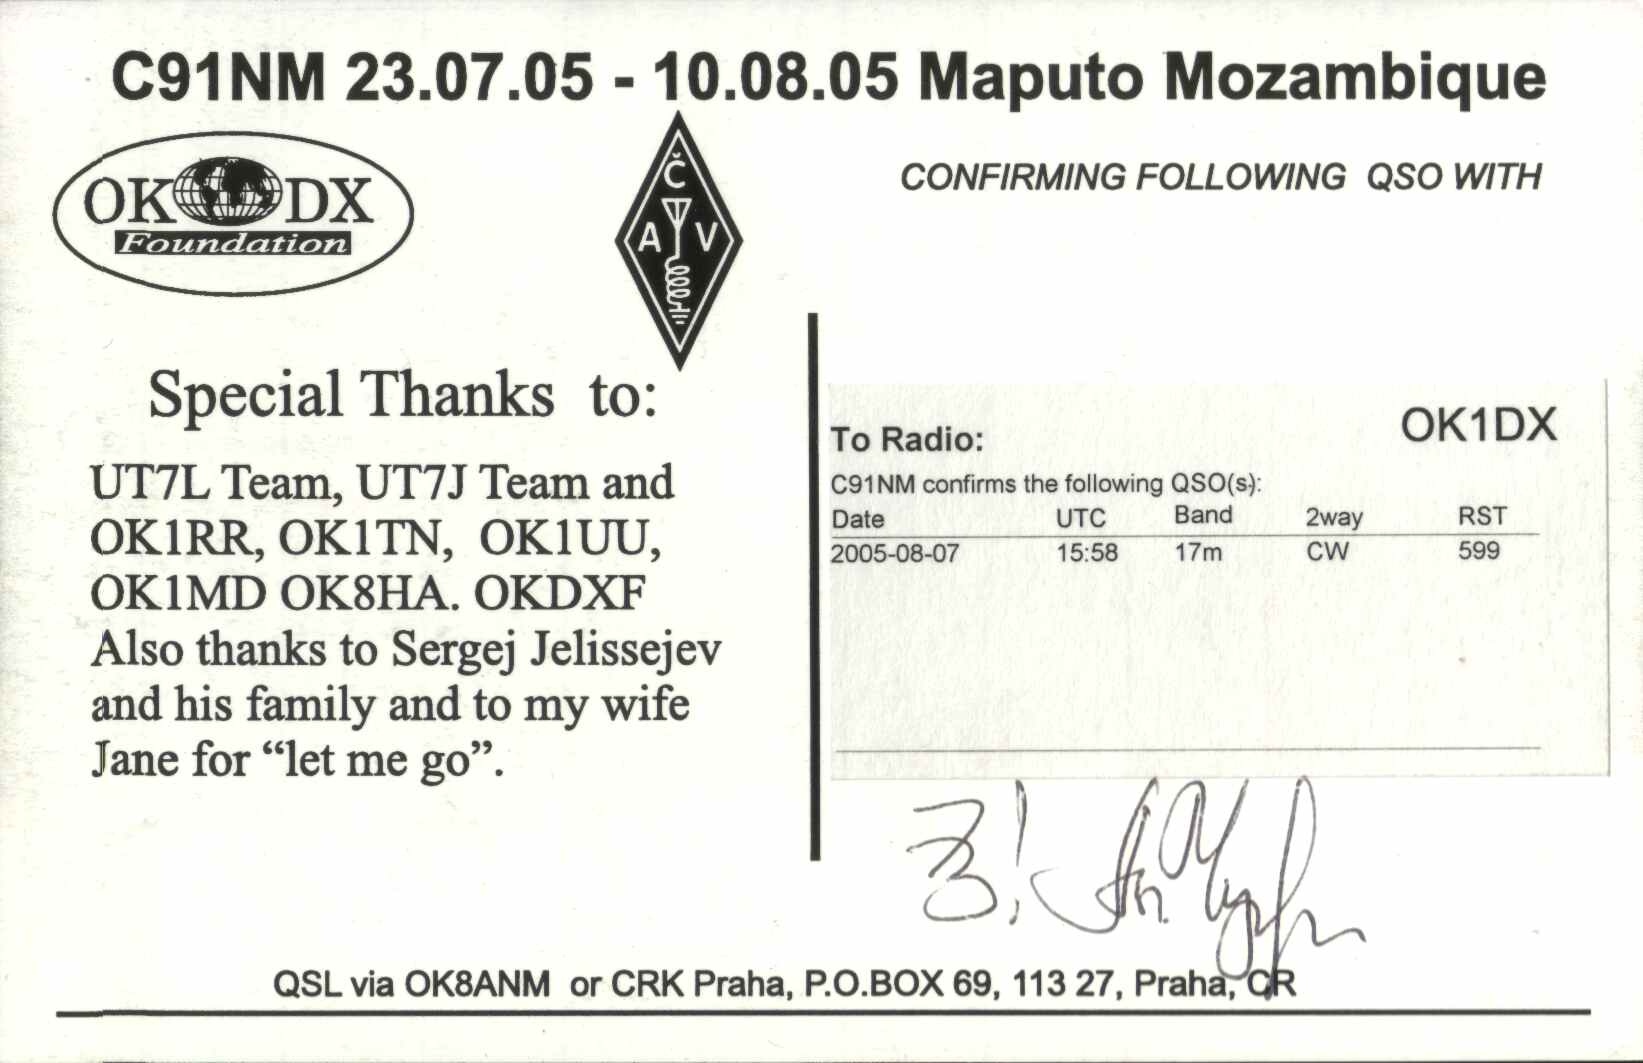 C91NM 23.07.05 - 10.08.05 Maputo Mozambique
OK DX
Foundation
Č
A V
CONFIRMING FOLLOWING QSO WITH
Special Thanks to:
UT7L Team, UT7J Team and
OK1RR, OK1TN, OK1UU,
OK1MD OK8HA. OKDXF
Also thanks to Sergej Jelissejev
and his family and to my wife
Jane for “let me go”.
To Radio: OK1DX
C91NM confirms the following QSO(s):
Date UTC Band 2way RST
2005-08-07 15:58 17m CW 599
QSL via OK8ANM or CRK Praha, P.O.BOX 69, 113 27, Praha, CR